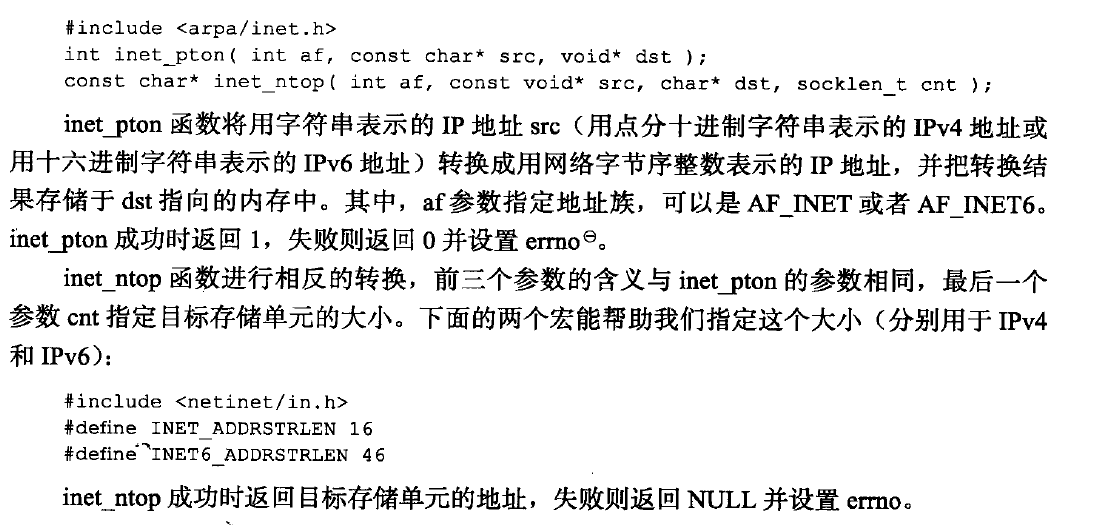 #include <arpa/inet.h>
int inet_pton( int af, const char* src, void* dst );
const char* inet_ntop( int af, const void* src, char* dst, socklen_t cnt );
inet_pton 函数将用字符串表示的 IP 地址 src（用点分十进制字符串表示的 IPv4 地址或
用十六进制字符串表示的 IPv6 地址）转换成用网络字节序整数表示的 IP 地址，并把转换结
果存储于 dst 指向的内存中。其中，af 参数指定地址族，可以是 AF_INET 或者 AF_INET6。
inet_pton 成功时返回 1，失败则返回 0 并设置 errno㊀。
inet_ntop 函数进行相反的转换，前三个参数的含义与 inet_pton 的参数相同，最后一个
参数 cnt 指定目标存储单元的大小。下面的两个宏能帮助我们指定这个大小（分别用于 IPv4
和 IPv6）：
#include <netinet/in.h>
#define INET_ADDRSTRLEN 16
#define INET6_ADDRSTRLEN 46
inet_ntop 成功时返回目标存储单元的地址，失败则返回 NULL 并设置 errno。